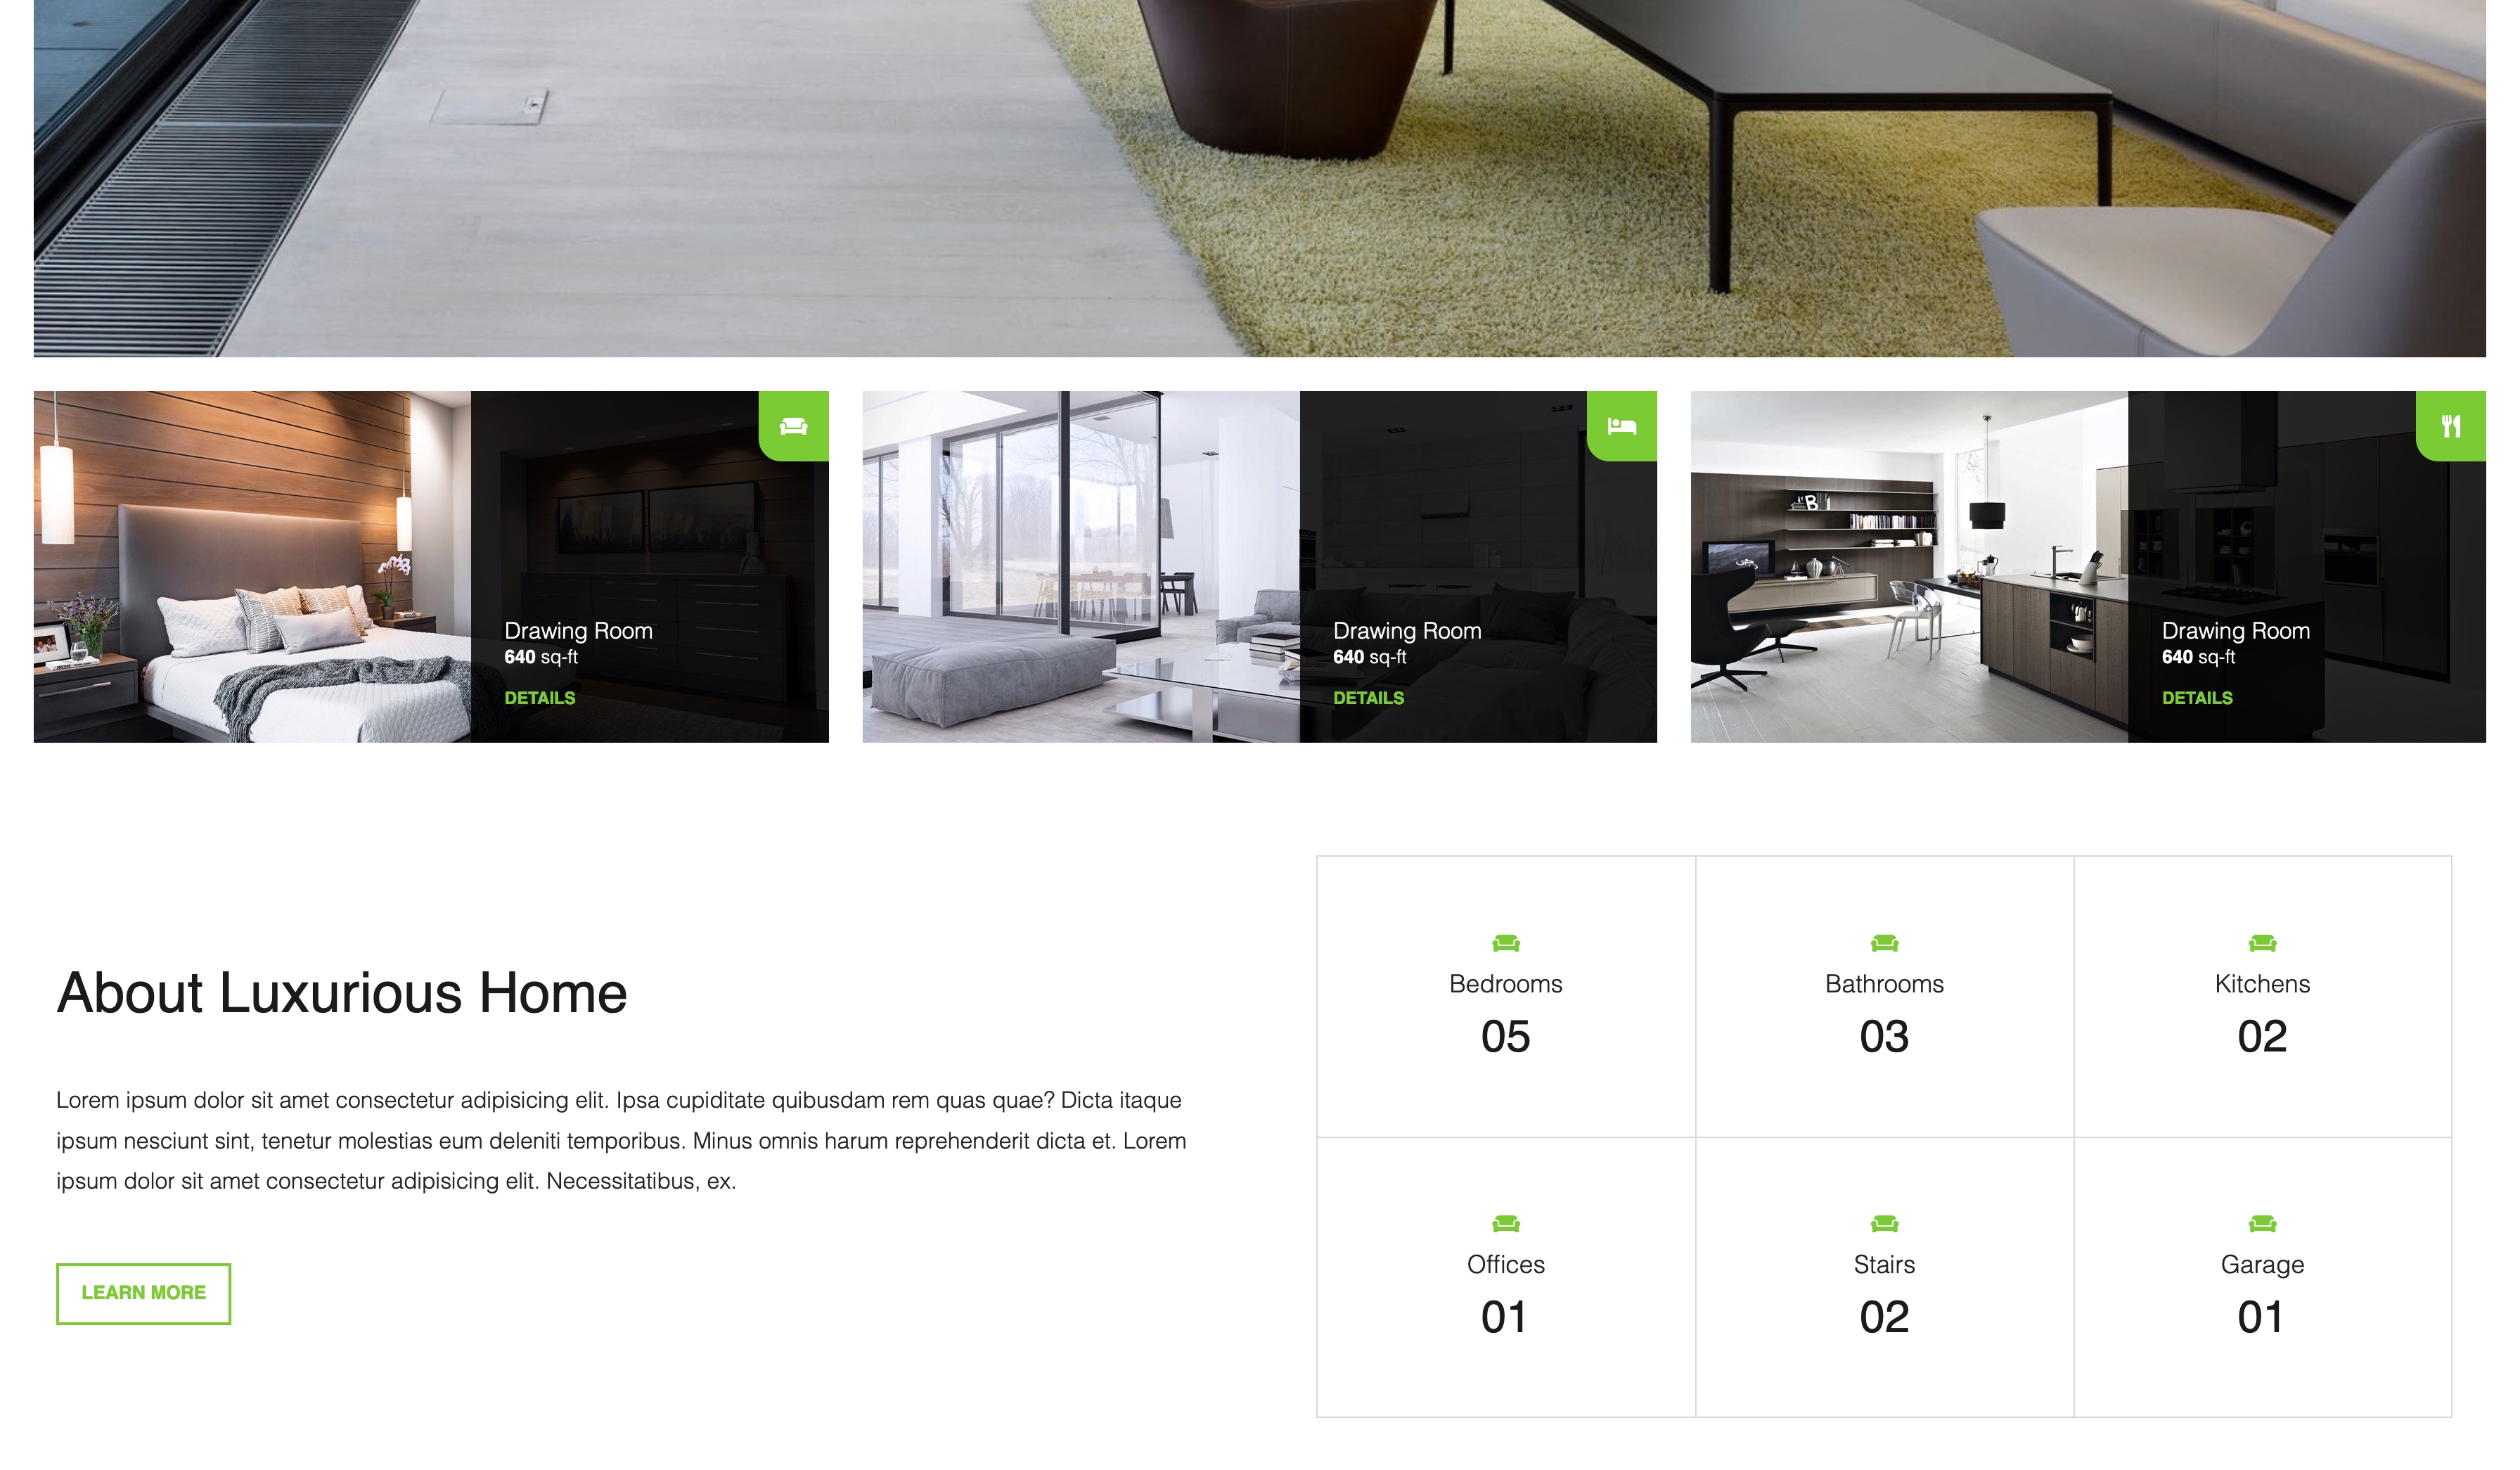 Drawing Room
640 sq-ft
DETAILS
Drawing Room
640 sq-ft
DETAILS
B
Drawing Room
640 sq-ft
DETAILS
About Luxurious Home
Lorem ipsum dolor sit amet consectetur adipisicing elit. Ipsa cupiditate quibusdam rem quas quae? Dicta itaque
ipsum nesciunt sint, tenetur molestias eum deleniti temporibus. Minus omnis harum reprehenderit dicta et. Lorem
ipsum dolor sit amet consectetur adipisicing elit. Necessitatibus, ex.
LEARN MORE
Bedrooms
05
Bathrooms
03
Kitchens
02
Offices
01
Stairs
02
Garage
01